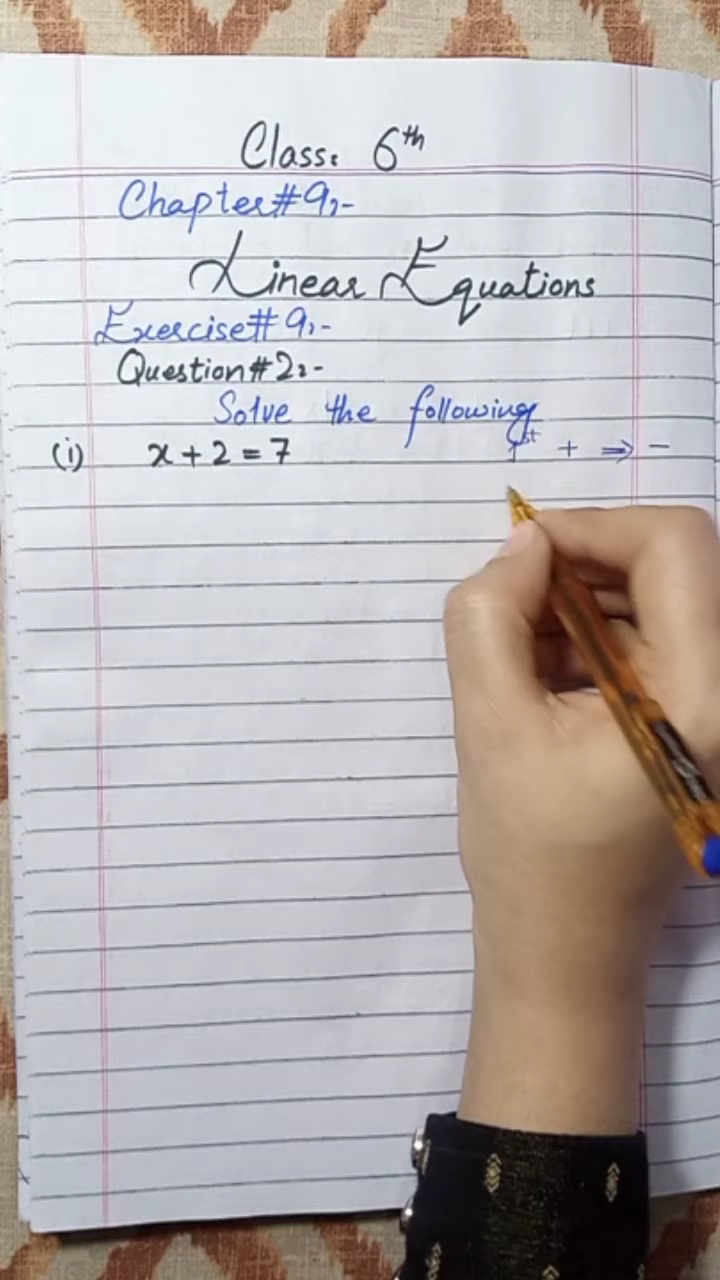 Class: 6th
Chapter# 9:-
Linear Equations
Exercise# 9:-
Question# 2:-
Solve the following
(i) x + 2 = 7 1st + ⇒ -